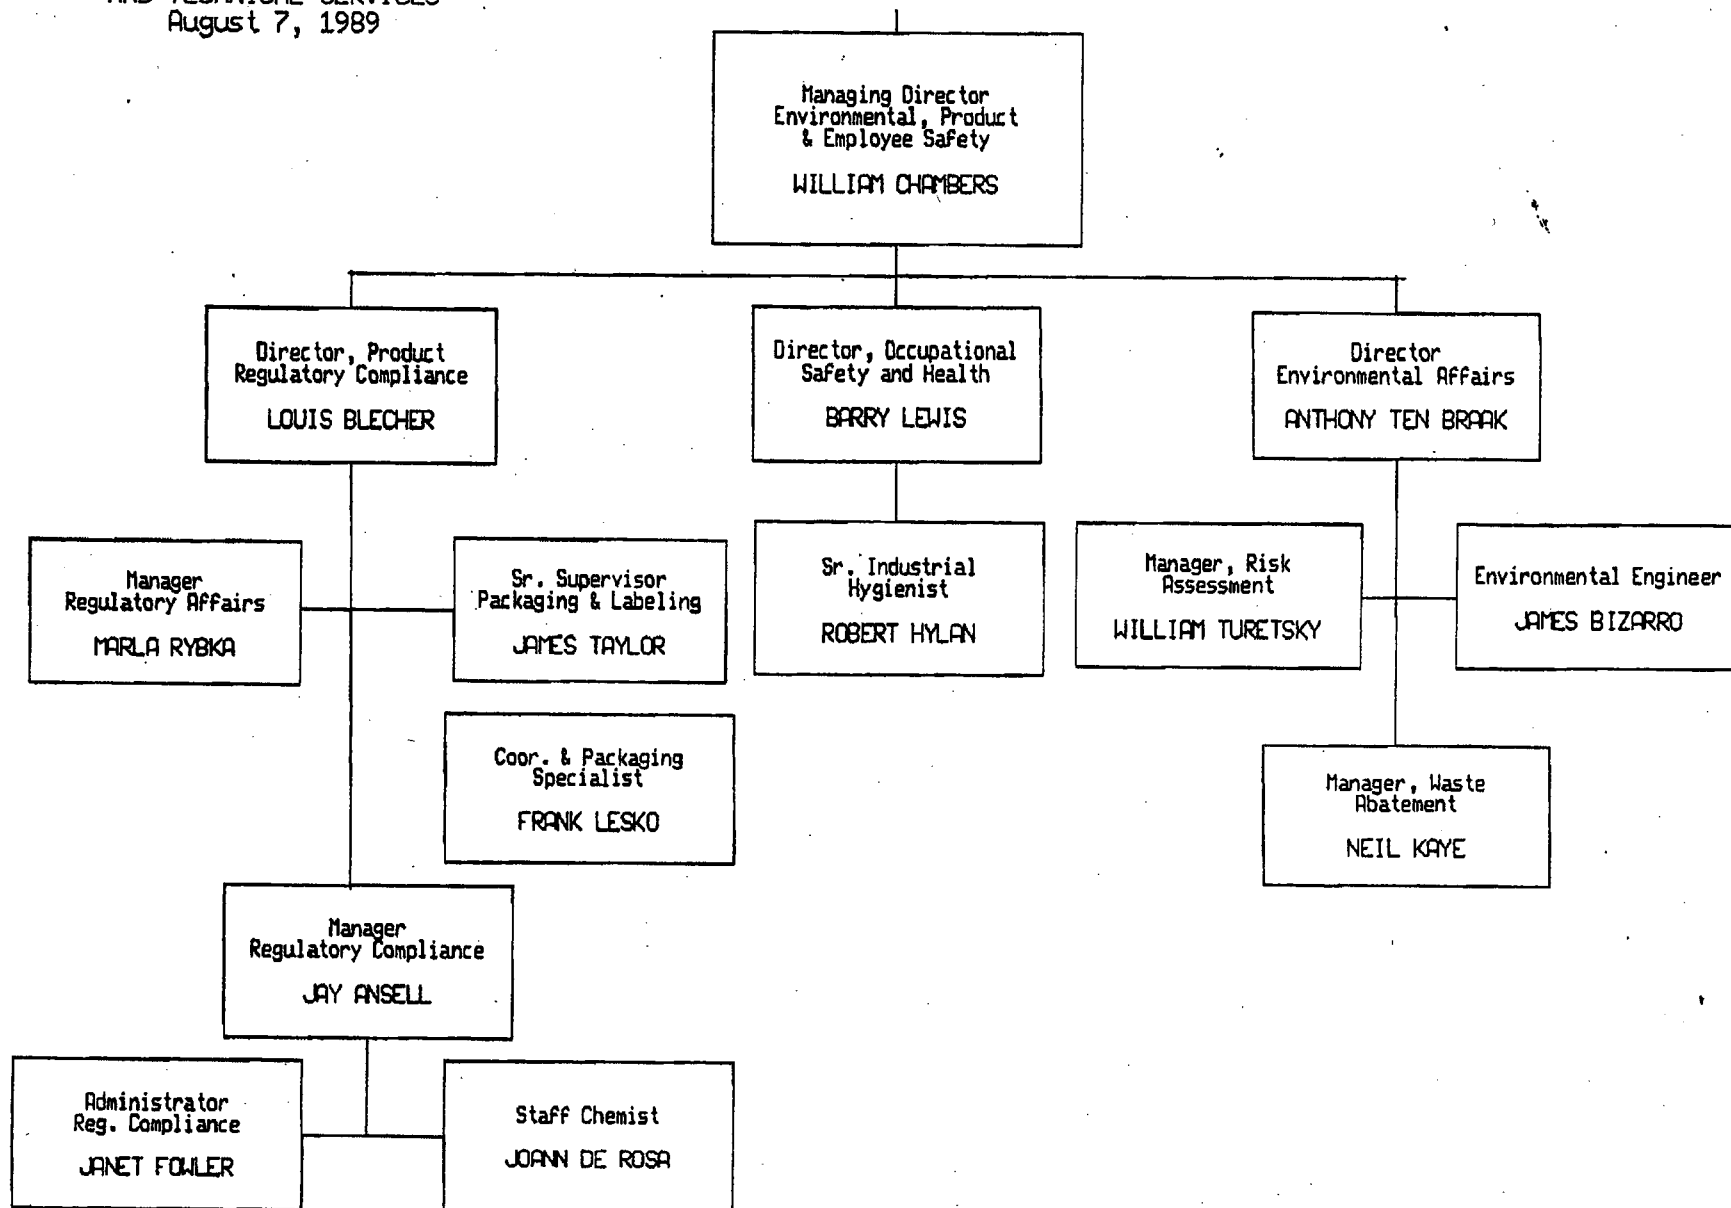 AND TECHNICAL SERVICES
August 7, 1989
Managing Director
Environmental, Product
& Employee Safety
WILLIAM CHAMBERS
Director, Product
Regulatory Compliance
LOUIS BLECHER
Director, Occupational
Safety and Health
BARRY LEWIS
Director
Environmental Affairs
ANTHONY TEN BRAAK
Manager
Regulatory Affairs
MARLA RYBKA
Sr. Supervisor
Packaging & Labeling
JAMES TAYLOR
Sr. Industrial
Hygienist
ROBERT HYLAN
Manager, Risk
Assessment
WILLIAM TURETSKY
Environmental Engineer
JAMES BIZARRO
Coor. & Packaging
Specialist
FRANK LESKO
Manager, Waste
Abatement
NEIL KAYE
Manager
Regulatory Compliance
JAY ANSELL
Administrator
Reg. Compliance
JANET FOWLER
Staff Chemist
JOANN DE ROSA